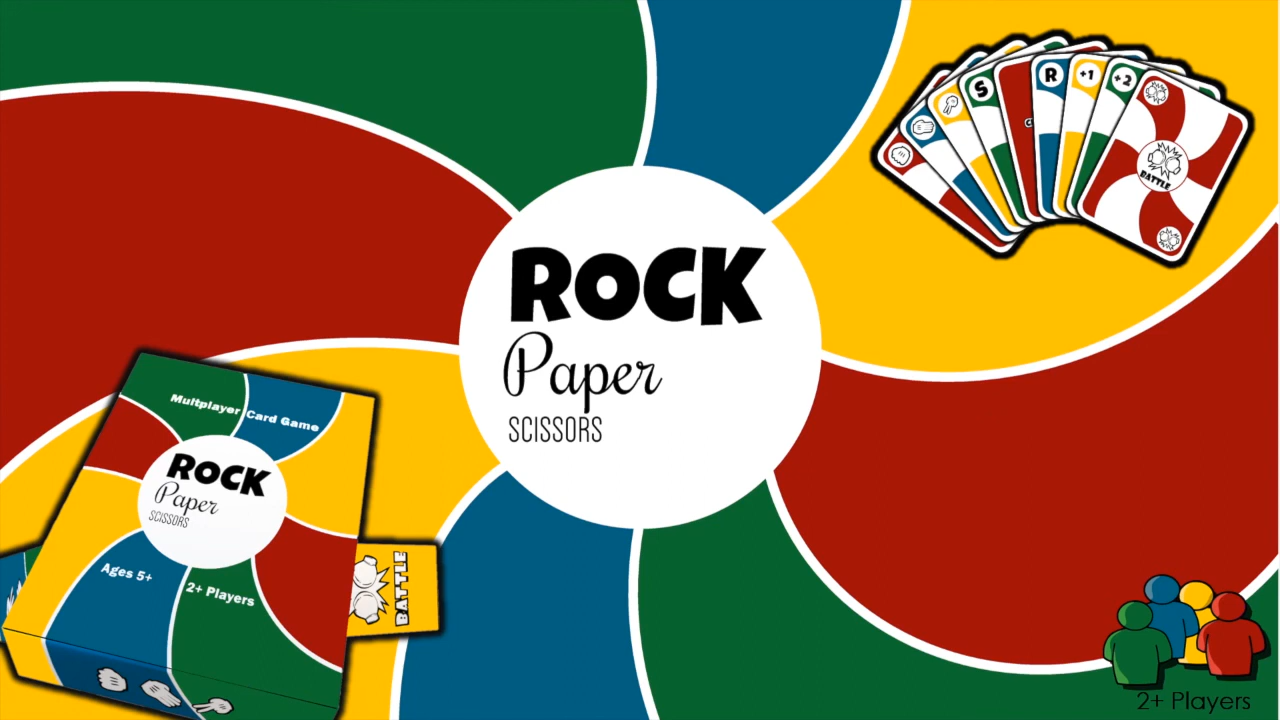 S
R
+1
+2
BATTLE
ROCK
Paper
SCISSORS
Multplayer Card Game
ROCK
Paper
SCISSORS
Ages 5+
2+ Players
BATTLE
2+ Players